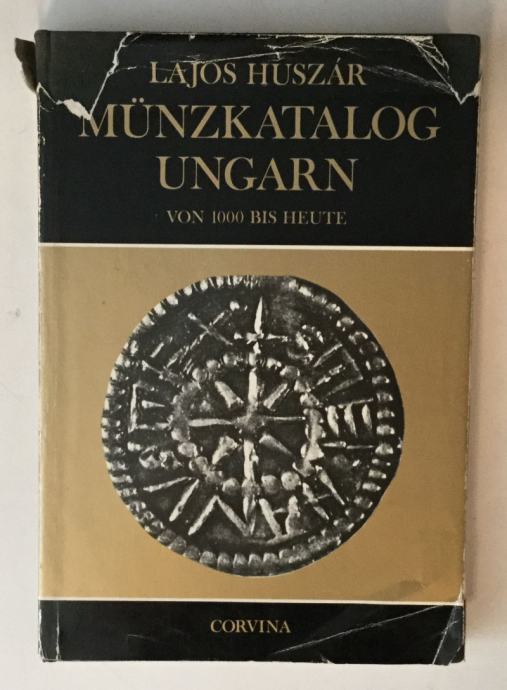 LAJOS HUSZÁR
MÜNZKATALOG
UNGARN
VON 1000 BIS HEUTE
CORVINA